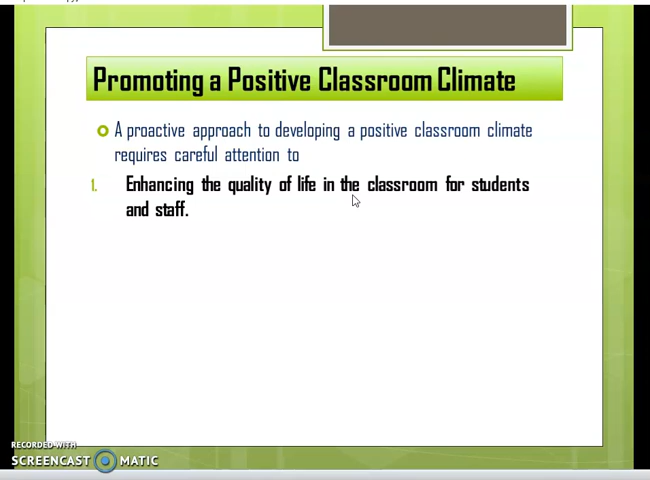 Promoting a Positive Classroom Climate
A proactive approach to developing a positive classroom climate
requires careful attention to
1. Enhancing the quality of life in the classroom for students
and staff.
RECORDED WITH
SCREENCAST MATIC